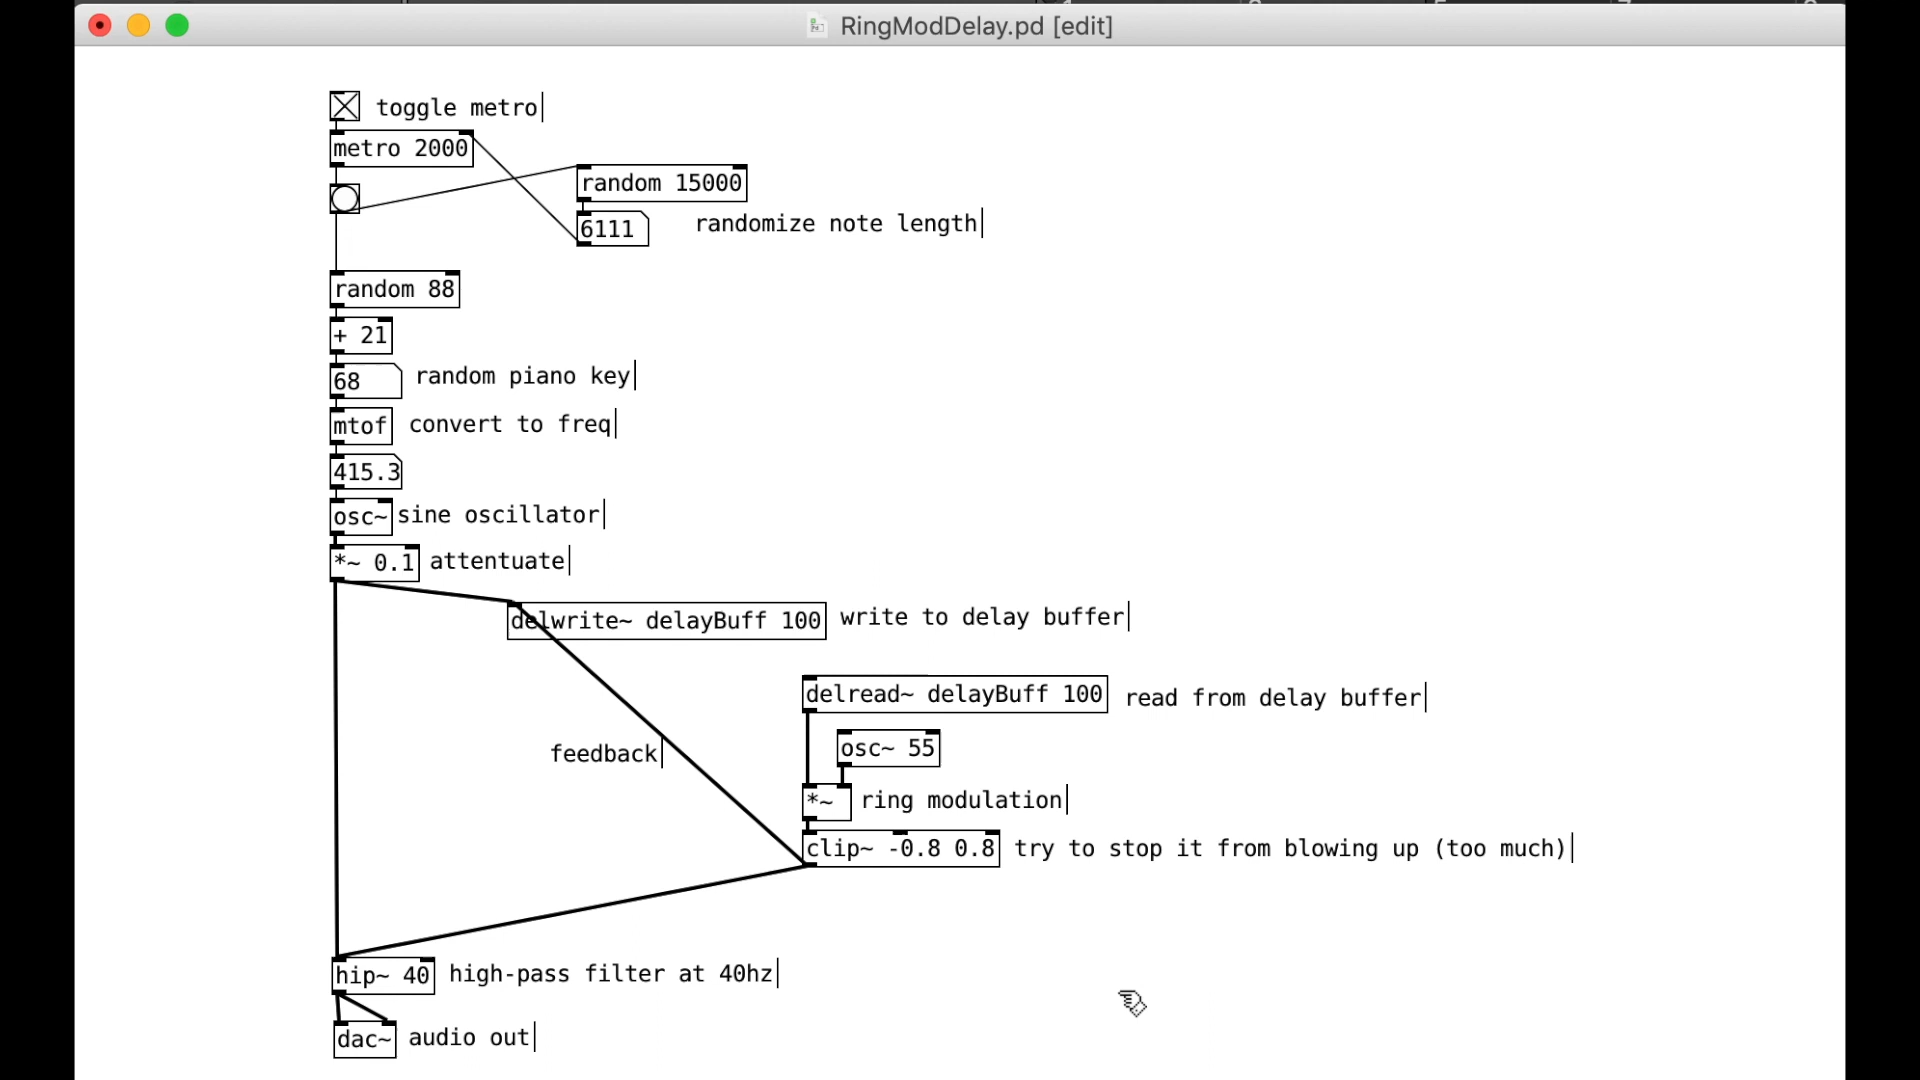 RingModDelay.pd [edit]
toggle metro
metro 2000
random 15000
6111
randomize note length
random 88
+ 21
68
random piano key
mtof
convert to freq
415.3
osc~
sine oscillator
*~ 0.1
attentuate
delwrite~ delayBuff 100
write to delay buffer
delread~ delayBuff 100
read from delay buffer
osc~ 55
feedback
*~
ring modulation
clip~ -0.8 0.8
try to stop it from blowing up (too much)
hip~ 40
high-pass filter at 40hz
dac~
audio out